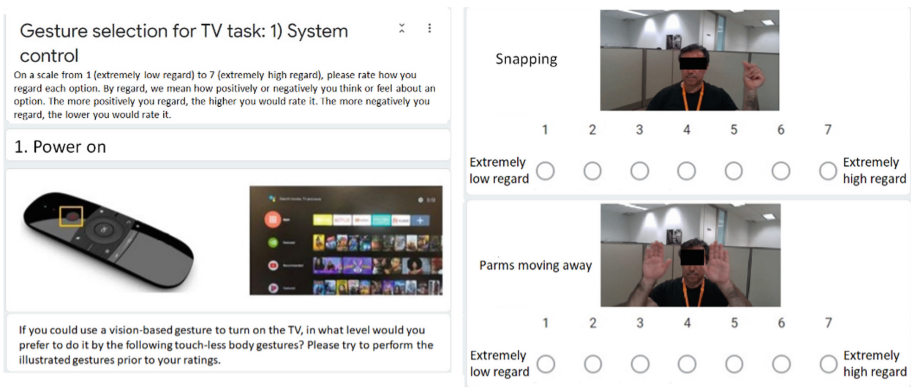 Gesture selection for TV task: 1) System
control
On a scale from 1 (extremely low regard) to 7 (extremely high regard), please rate how you
regard each option. By regard, we mean how positively or negatively you think or feel about an
option. The more positively you regard, the higher you would rate it. The more negatively you
regard, the lower you would rate it.
1. Power on
If you could use a vision-based gesture to turn on the TV, in what level would you
prefer to do it by the following touch-less body gestures? Please try to perform the
illustrated gestures prior to your ratings.
Snapping
1 2 3 4 5 6 7
Extremely
low regard
Extremely
high regard
Parms moving away
1 2 3 4 5 6 7
Extremely
low regard
Extremely
high regard